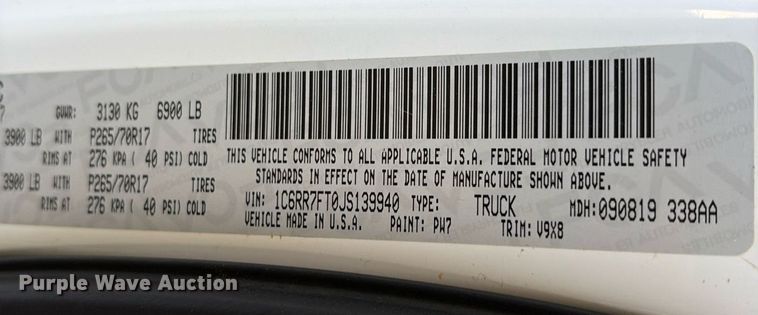 GVWR: 3130 KG 6900 LB
3900 LB WITH P265/70R17 TIRES
RIMS AT 276 KPA ( 40 PSI) COLD
3900 LB WITH P265/70R17 TIRES
RIMS AT 276 KPA ( 40 PSI) COLD
THIS VEHICLE CONFORMS TO ALL APPLICABLE U.S.A. FEDERAL MOTOR VEHICLE SAFETY
STANDARDS IN EFFECT ON THE DATE OF MANUFACTURE SHOWN ABOVE.
VIN: 1C6RR7FT0JS139940 TYPE: TRUCK MDH:090819 338AA
VEHICLE MADE IN U.S.A. PAINT: PW7 TRIM: V9X8
Purple Wave Auction